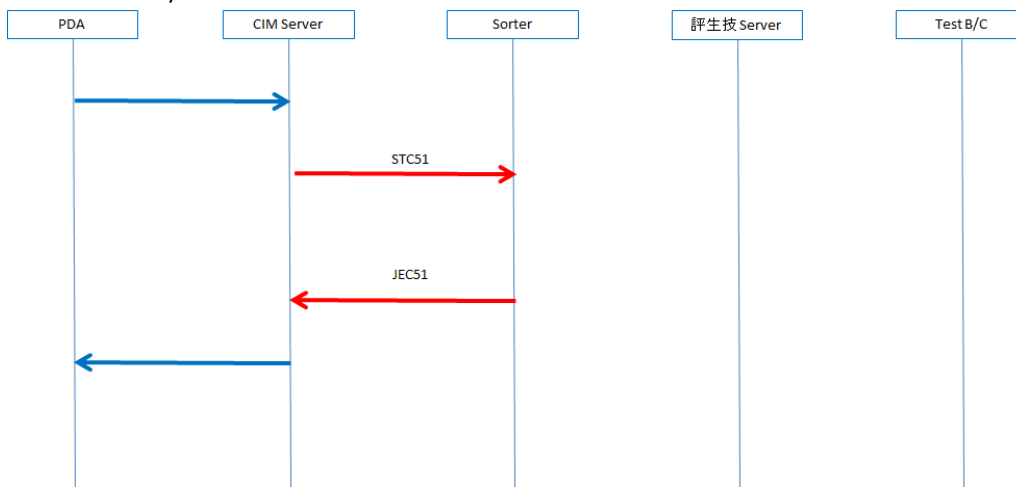 PDA
CIM Server
Sorter
評生技 Server
Test B/C
STC51
JEC51